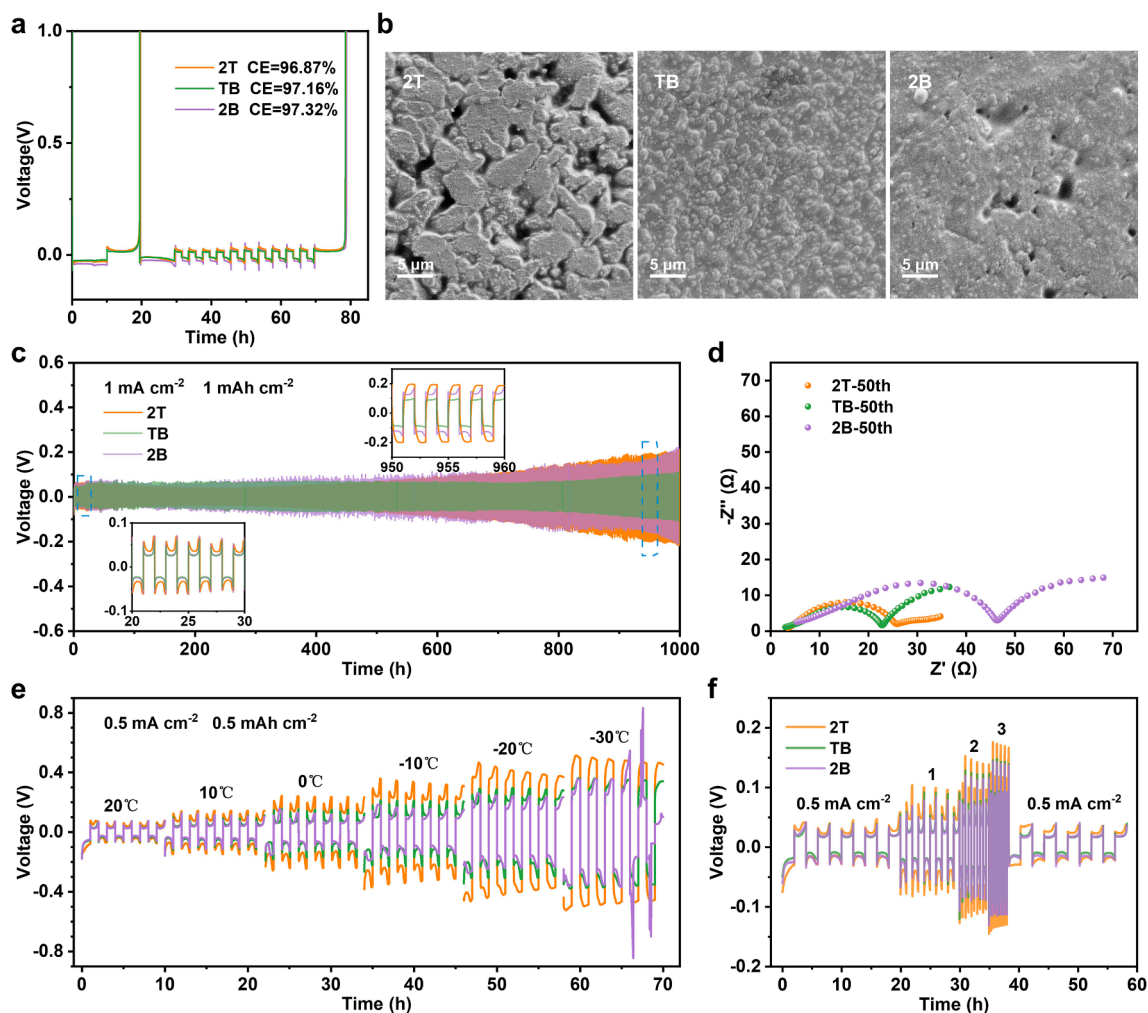 a
2T CE=96.87%
TB CE=97.16%
2B CE=97.32%
1.0
0.5
0.0
Voltage(V)
0 20 40 60 80
Time (h)
b
2T
5 μm
TB
5 μm
2B
5 μm
c
1 mA cm⁻² 1 mAh cm⁻²
2T
TB
2B
0.6
0.4
0.2
0.0
-0.2
-0.4
-0.6
Voltage (V)
0.2
0.0
-0.2
950 955 960
0.1
0.0
-0.1
20 25 30
0 200 400 600 800 1000
Time (h)
d
2T-50th
TB-50th
2B-50th
70
60
50
40
30
20
10
0
-Z'' (Ω)
0 10 20 30 40 50 60 70 80
Z' (Ω)
e
0.5 mA cm⁻² 0.5 mAh cm⁻²
20℃
10℃
0℃
-10℃
-20℃
-30℃
0.8
0.4
0.0
-0.4
-0.8
Voltage (V)
0 10 20 30 40 50 60 70
Time (h)
f
2T
TB
2B
0.5 mA cm⁻²
1
2
3
0.5 mA cm⁻²
0.2
0.1
0.0
-0.1
-0.2
Voltage (V)
0 10 20 30 40 50 60
Time (h)